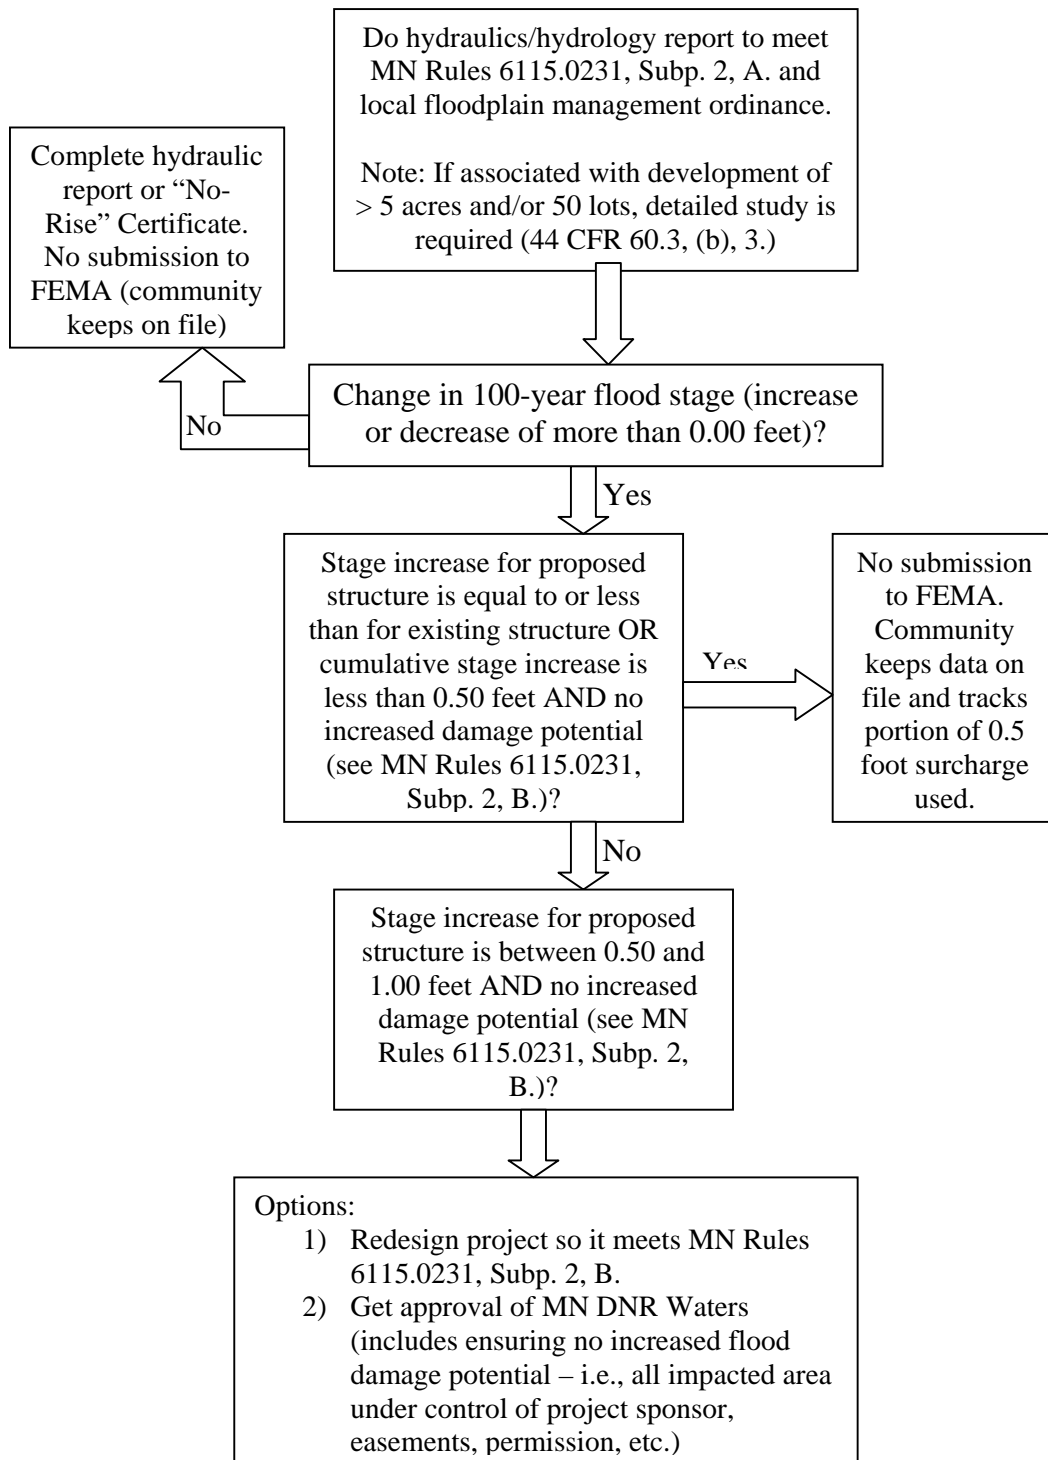 Do hydraulics/hydrology report to meet
MN Rules 6115.0231, Subp. 2, A. and
local floodplain management ordinance.
Note: If associated with development of
> 5 acres and/or 50 lots, detailed study is
required (44 CFR 60.3, (b), 3.)
Complete hydraulic
report or “No-
Rise” Certificate.
No submission to
FEMA (community
keeps on file)
Change in 100-year flood stage (increase
or decrease of more than 0.00 feet)?
No
Yes
Stage increase for proposed
structure is equal to or less
than for existing structure OR
cumulative stage increase is
less than 0.50 feet AND no
increased damage potential
(see MN Rules 6115.0231,
Subp. 2, B.)?
Yes
No submission
to FEMA.
Community
keeps data on
file and tracks
portion of 0.5
foot surcharge
used.
No
Stage increase for proposed
structure is between 0.50 and
1.00 feet AND no increased
damage potential (see MN
Rules 6115.0231, Subp. 2,
B.)?
Options:
1) Redesign project so it meets MN Rules
6115.0231, Subp. 2, B.
2) Get approval of MN DNR Waters
(includes ensuring no increased flood
damage potential – i.e., all impacted area
under control of project sponsor,
easements, permission, etc.)